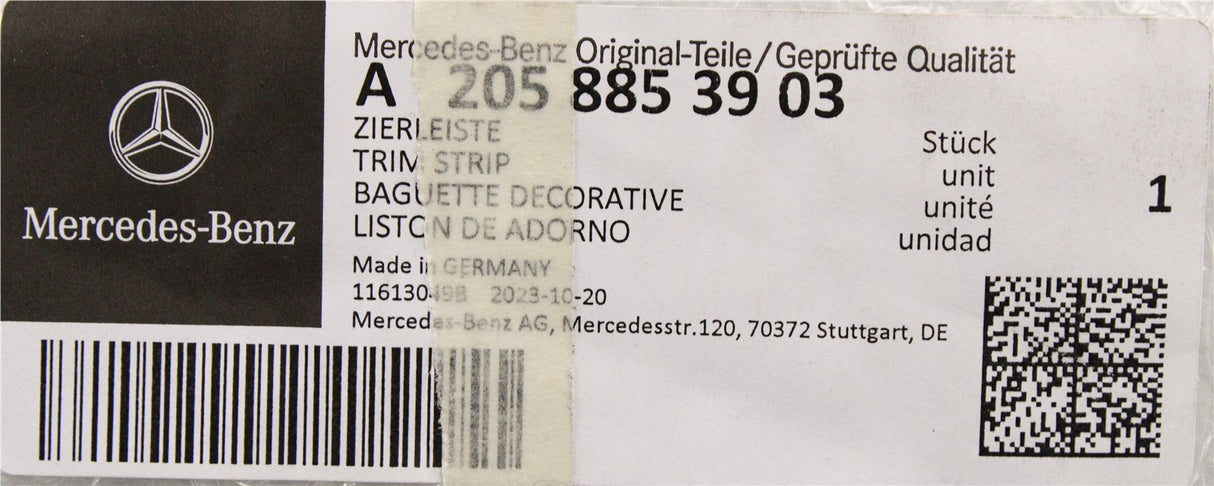 Mercedes-Benz
Mercedes-Benz Original-Teile/Geprüfte Qualität
A 205 885 39 03
ZIERLEISTE
TRIM STRIP
BAGUETTE DECORATIVE
LISTON DE ADORNO
Stück
unit
unité
unidad
1
Made in GERMANY
11613049B 2023-10-20
Mercedes-Benz AG, Mercedesstr.120, 70372 Stuttgart, DE